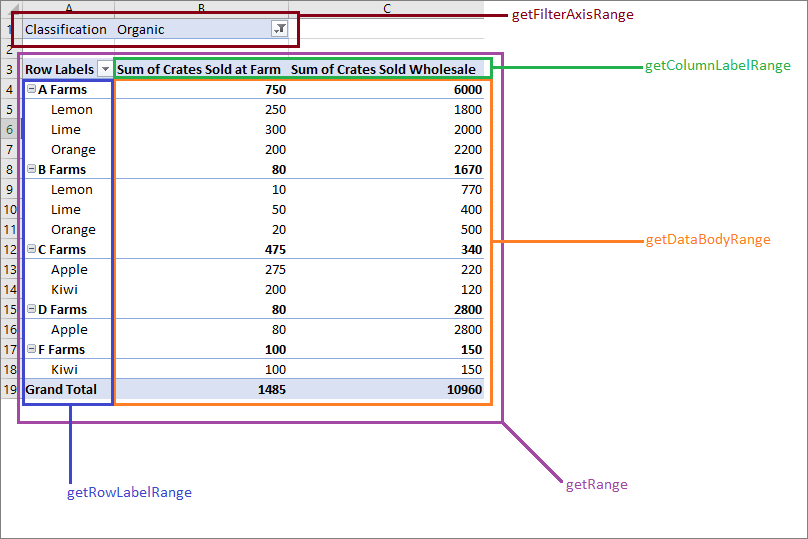 A B C
getFilterAxisRange
1 Classification Organic
2
3 Row Labels Sum of Crates Sold at Farm Sum of Crates Sold Wholesale
getColumnLabelRange
4 A Farms 750 6000
5 Lemon 250 1800
6 Lime 300 2000
7 Orange 200 2200
8 B Farms 80 1670
9 Lemon 10 770
10 Lime 50 400
11 Orange 20 500
getDataBodyRange
12 C Farms 475 340
13 Apple 275 220
14 Kiwi 200 120
15 D Farms 80 2800
16 Apple 80 2800
17 F Farms 100 150
18 Kiwi 100 150
19 Grand Total 1485 10960
getRange
getRowLabelRange